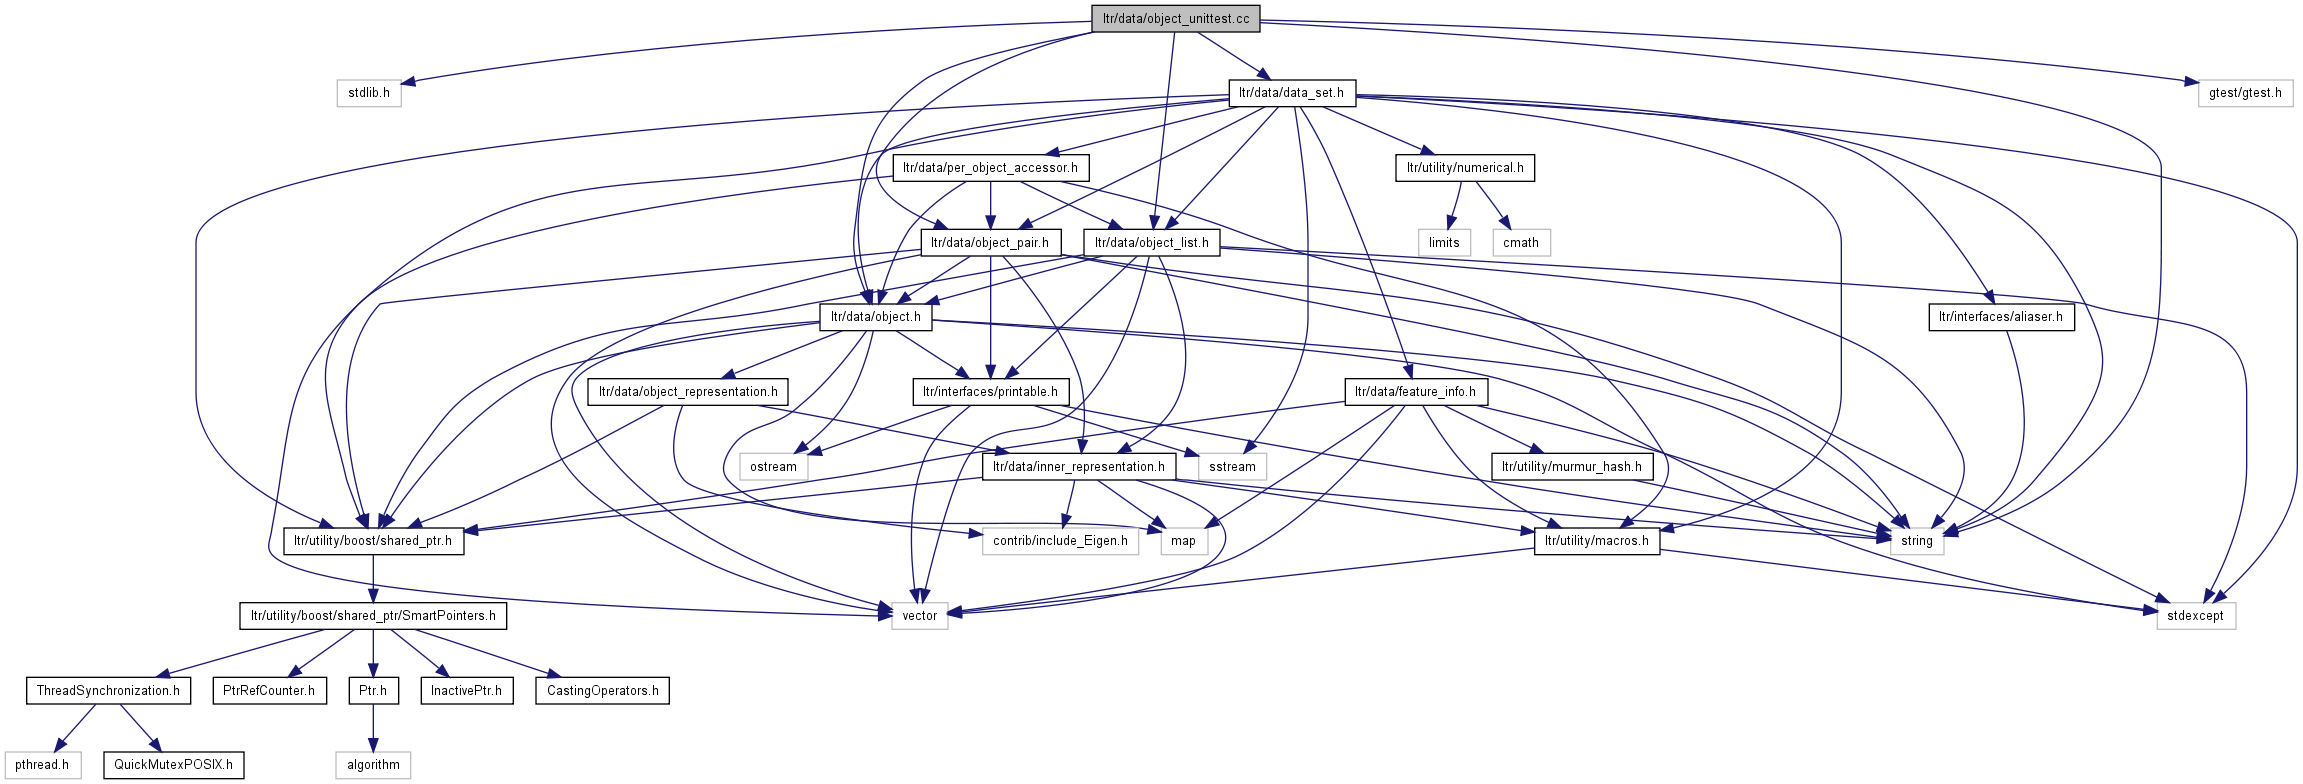 ltr/data/object_unittest.cc
stdlib.h
ltr/data/data_set.h
gtest/gtest.h
ltr/data/per_object_accessor.h
ltr/utility/numerical.h
ltr/data/object_pair.h
ltr/data/object_list.h
limits
cmath
ltr/data/object.h
ltr/interfaces/aliaser.h
ltr/data/object_representation.h
ltr/interfaces/printable.h
ltr/data/feature_info.h
ostream
ltr/data/inner_representation.h
sstream
ltr/utility/murmur_hash.h
ltr/utility/boost/shared_ptr.h
contrib/include_Eigen.h
map
ltr/utility/macros.h
string
ltr/utility/boost/shared_ptr/SmartPointers.h
vector
stdexcept
ThreadSynchronization.h
PtrRefCounter.h
Ptr.h
InactivePtr.h
CastingOperators.h
pthread.h
QuickMutexPOSIX.h
algorithm